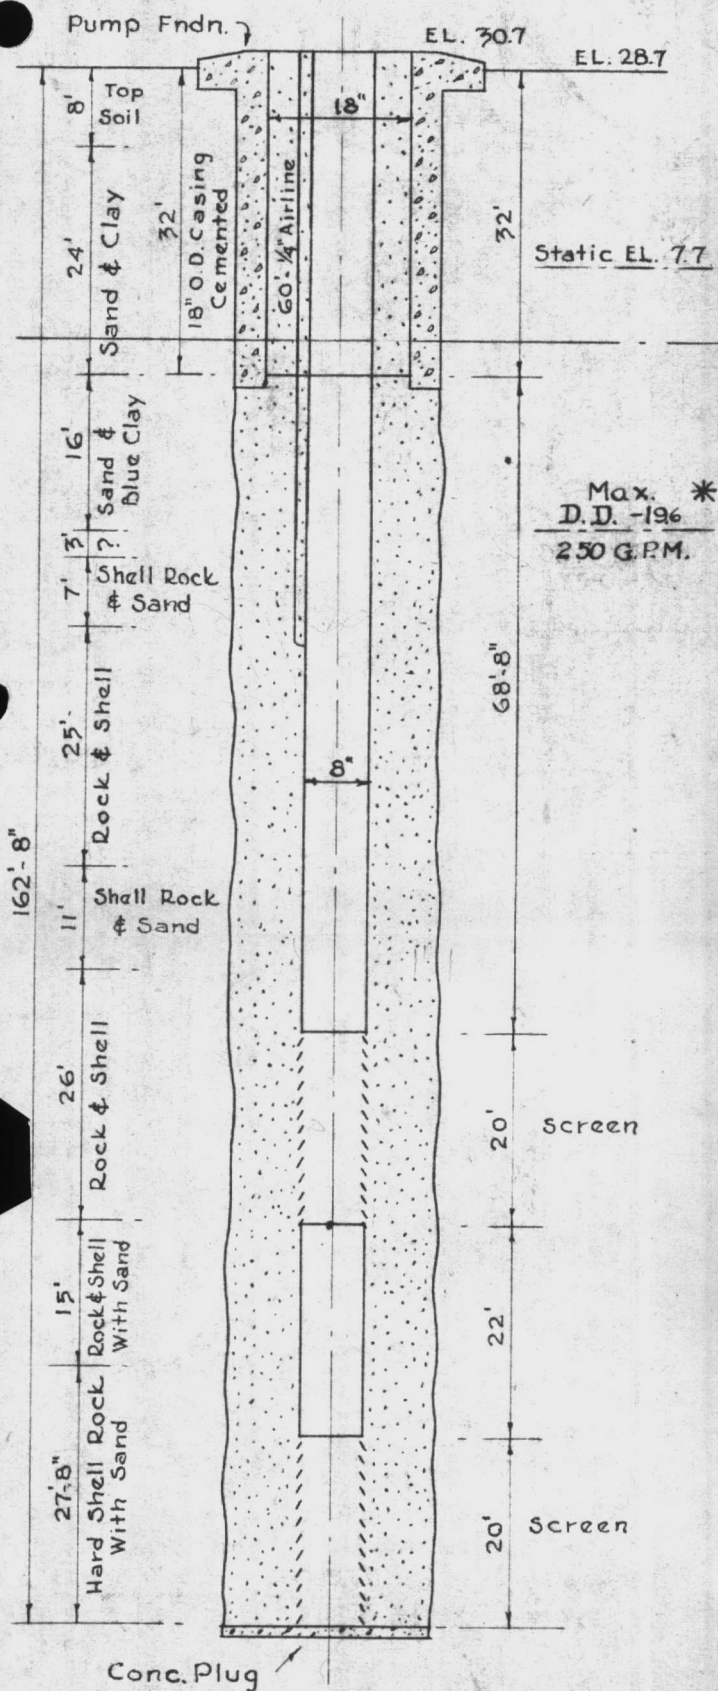 Pump Fndn.
EL. 30.7
EL. 28.7
8'
Top
Soil
18"
24'
Sand & Clay
32'
18" O.D. Casing
Cemented
60'-¼" Airline
32'
Static EL. 7.7
16'
Sand &
Blue Clay
Max. *
D.D. -19.6
250 G.P.M.
3'
?
7'
Shell Rock
& Sand
68'-8"
25'
Rock & Shell
8"
162'-8"
11'
Shell Rock
& Sand
26'
Rock & Shell
20'
Screen
15'
Rock & Shell
With Sand
22'
27'-8"
Hard Shell Rock
With Sand
20'
Screen
Conc. Plug